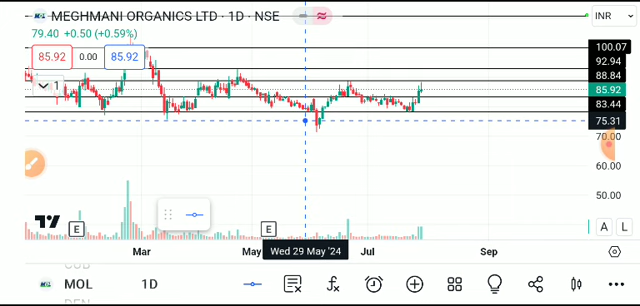 MOL MEGHMANI ORGANICS LTD · 1D · NSE
INR
79.40 +0.50 (+0.59%)
85.92 0.00 85.92
1
100.07
92.94
88.84
85.92
83.44
75.31
70.00
60.00
50.00
E E
A L
Mar May Wed 29 May '24 Jul Sep
MOL 1D